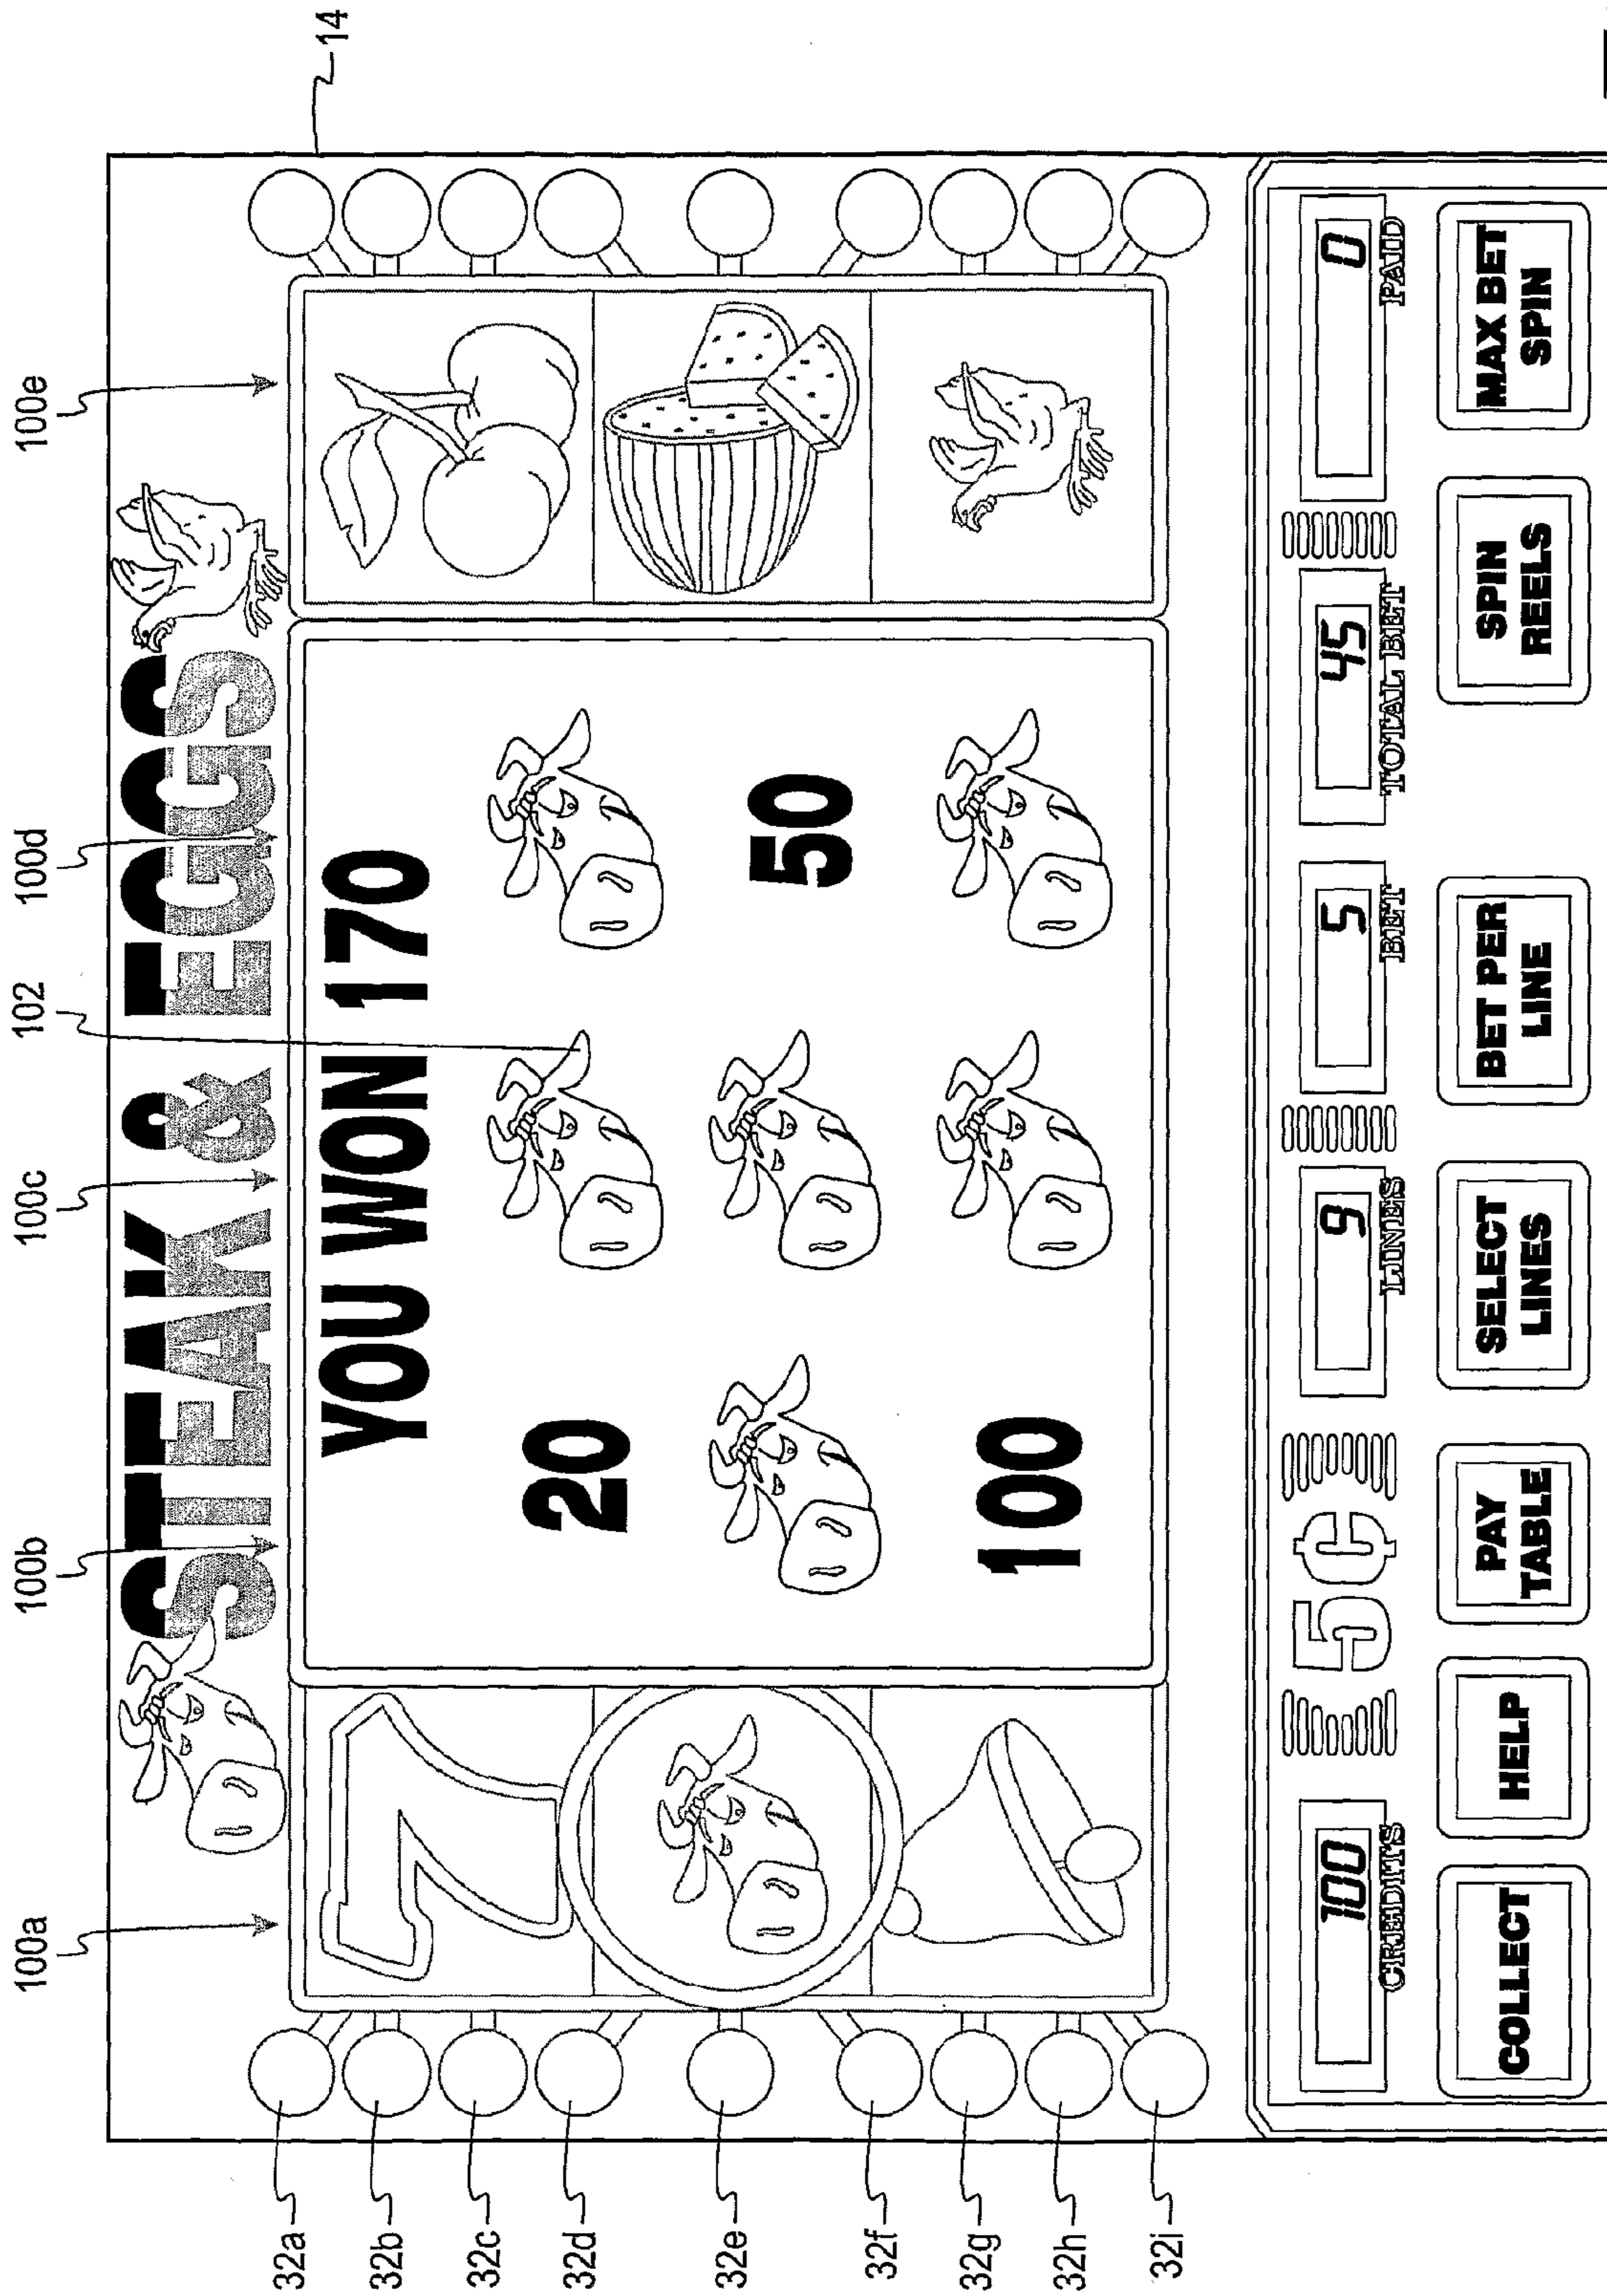 100a 100b 100c 102 100d 100e
14
STEAK & EGGS
32a
32b
32c
32d
32e
32f
32g
32h
32i
YOU WON 170
20
50
100
7
100 5¢ 9 5 45 0
CREDITS LINES BET TOTAL BET PAID
COLLECT
HELP
PAY
TABLE
SELECT
LINES
BET PER
LINE
SPIN
REELS
MAX BET
SPIN